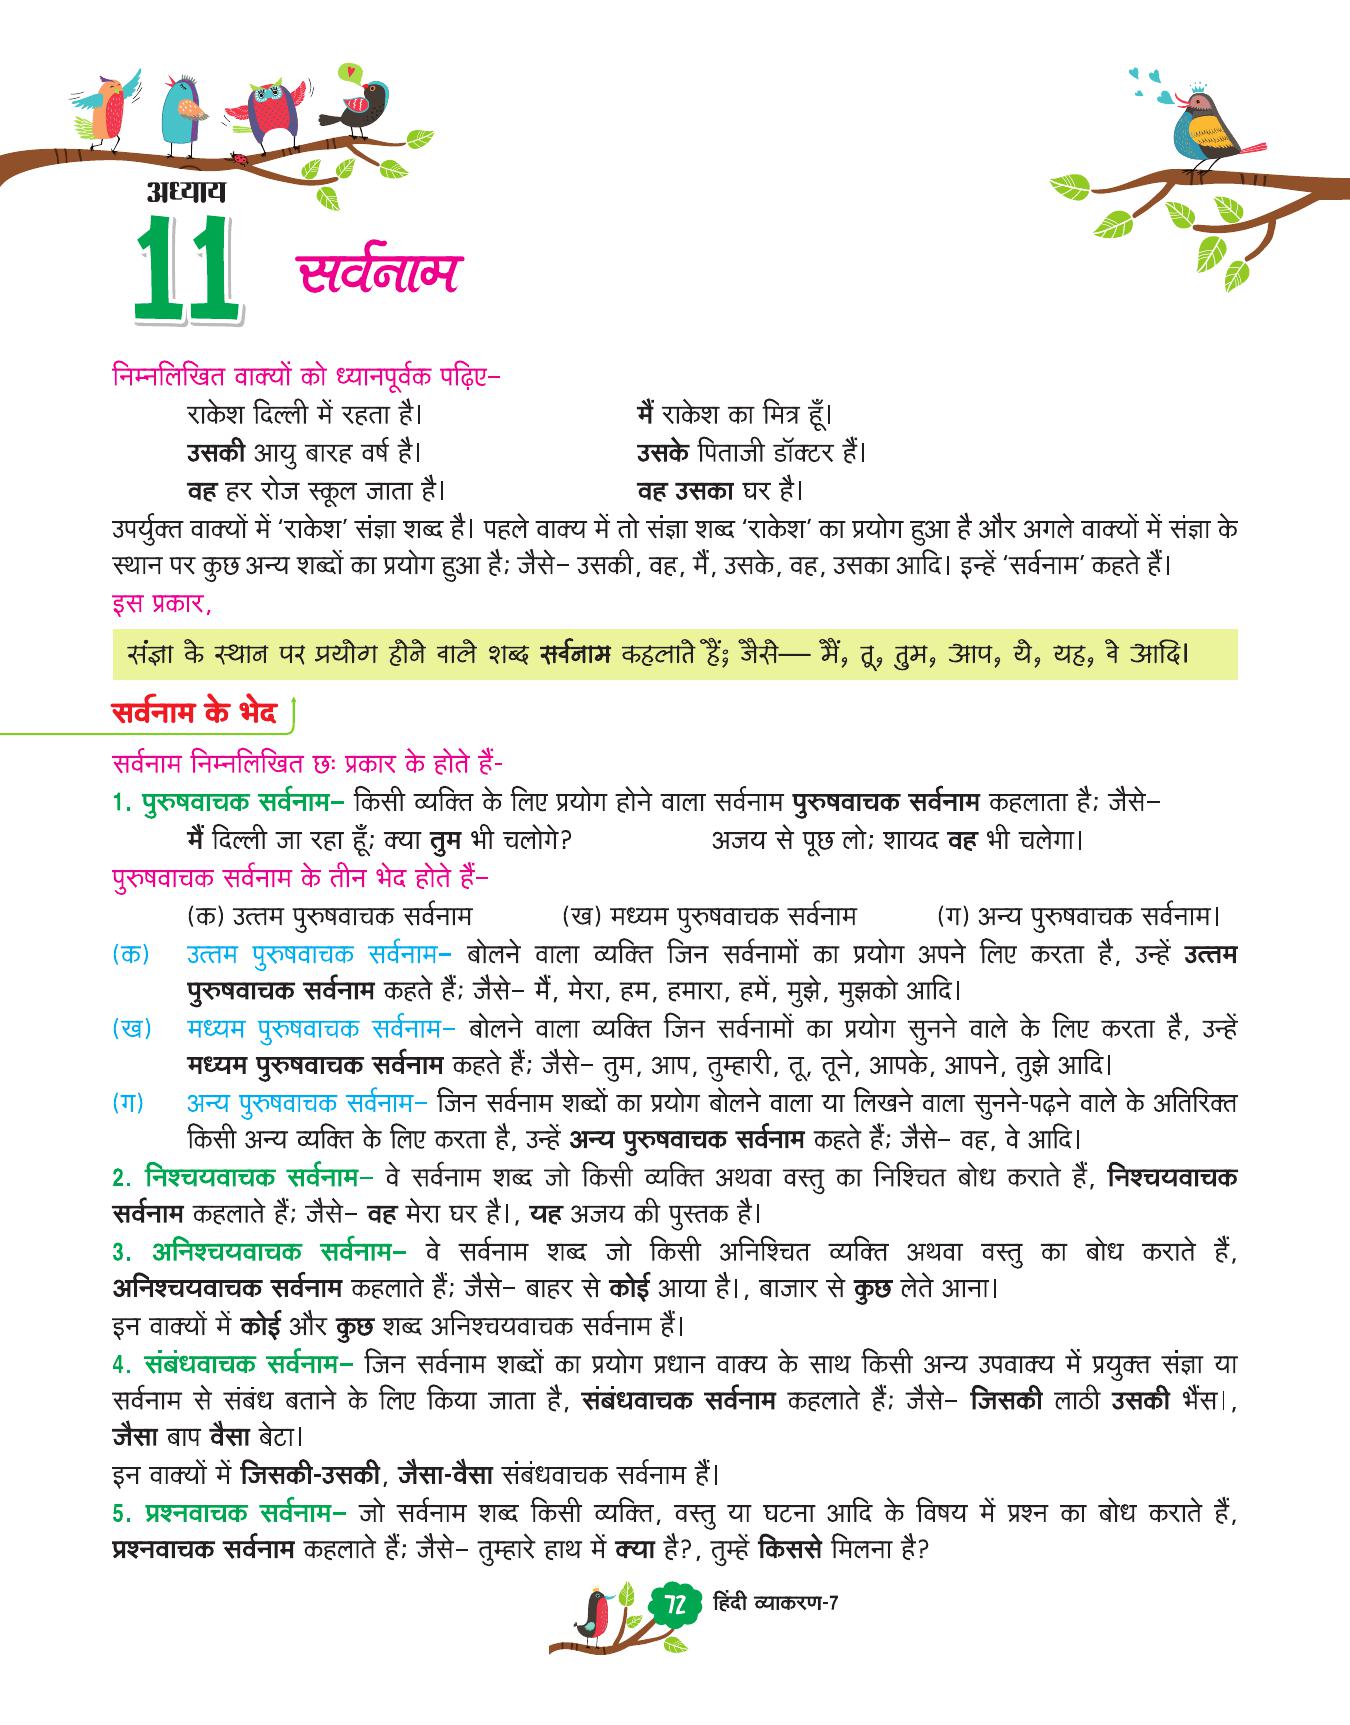 अध्याय
11
सर्वनाम
निम्नलिखित वाक्यों को ध्यानपूर्वक पढ़िए–
राकेश दिल्ली में रहता है। मैं राकेश का मित्र हूँ।
उसकी आयु बारह वर्ष है। उसके पिताजी डॉक्टर हैं।
वह हर रोज स्कूल जाता है। वह उसका घर है।
उपर्युक्त वाक्यों में ‘राकेश’ संज्ञा शब्द है। पहले वाक्य में तो संज्ञा शब्द ‘राकेश’ का प्रयोग हुआ है और अगले वाक्यों में संज्ञा के
स्थान पर कुछ अन्य शब्दों का प्रयोग हुआ है; जैसे– उसकी, वह, मैं, उसके, वह, उसका आदि। इन्हें ‘सर्वनाम’ कहते हैं।
इस प्रकार,
संज्ञा के स्थान पर प्रयोग होने वाले शब्द सर्वनाम कहलाते हैं; जैसे— मैं, तू, तुम, आप, ये, यह, वे आदि।
सर्वनाम के भेद
सर्वनाम निम्नलिखित छः प्रकार के होते हैं-
1. पुरुषवाचक सर्वनाम– किसी व्यक्ति के लिए प्रयोग होने वाला सर्वनाम पुरुषवाचक सर्वनाम कहलाता है; जैसे–
मैं दिल्ली जा रहा हूँ; क्या तुम भी चलोगे? अजय से पूछ लो; शायद वह भी चलेगा।
पुरुषवाचक सर्वनाम के तीन भेद होते हैं–
(क) उत्तम पुरुषवाचक सर्वनाम (ख) मध्यम पुरुषवाचक सर्वनाम (ग) अन्य पुरुषवाचक सर्वनाम।
(क) उत्तम पुरुषवाचक सर्वनाम– बोलने वाला व्यक्ति जिन सर्वनामों का प्रयोग अपने लिए करता है, उन्हें उत्तम
पुरुषवाचक सर्वनाम कहते हैं; जैसे– मैं, मेरा, हम, हमारा, हमें, मुझे, मुझको आदि।
(ख) मध्यम पुरुषवाचक सर्वनाम– बोलने वाला व्यक्ति जिन सर्वनामों का प्रयोग सुनने वाले के लिए करता है, उन्हें
मध्यम पुरुषवाचक सर्वनाम कहते हैं; जैसे– तुम, आप, तुम्हारी, तू, तूने, आपके, आपने, तुझे आदि।
(ग) अन्य पुरुषवाचक सर्वनाम– जिन सर्वनाम शब्दों का प्रयोग बोलने वाला या लिखने वाला सुनने-पढ़ने वाले के अतिरिक्त
किसी अन्य व्यक्ति के लिए करता है, उन्हें अन्य पुरुषवाचक सर्वनाम कहते हैं; जैसे– वह, वे आदि।
2. निश्चयवाचक सर्वनाम– वे सर्वनाम शब्द जो किसी व्यक्ति अथवा वस्तु का निश्चित बोध कराते हैं, निश्चयवाचक
सर्वनाम कहलाते हैं; जैसे– वह मेरा घर है।, यह अजय की पुस्तक है।
3. अनिश्चयवाचक सर्वनाम– वे सर्वनाम शब्द जो किसी अनिश्चित व्यक्ति अथवा वस्तु का बोध कराते हैं,
अनिश्चयवाचक सर्वनाम कहलाते हैं; जैसे– बाहर से कोई आया है।, बाजार से कुछ लेते आना।
इन वाक्यों में कोई और कुछ शब्द अनिश्चयवाचक सर्वनाम हैं।
4. संबंधवाचक सर्वनाम– जिन सर्वनाम शब्दों का प्रयोग प्रधान वाक्य के साथ किसी अन्य उपवाक्य में प्रयुक्त संज्ञा या
सर्वनाम से संबंध बताने के लिए किया जाता है, संबंधवाचक सर्वनाम कहलाते हैं; जैसे– जिसकी लाठी उसकी भैंस।,
जैसा बाप वैसा बेटा।
इन वाक्यों में जिसकी-उसकी, जैसा-वैसा संबंधवाचक सर्वनाम हैं।
5. प्रश्नवाचक सर्वनाम– जो सर्वनाम शब्द किसी व्यक्ति, वस्तु या घटना आदि के विषय में प्रश्न का बोध कराते हैं,
प्रश्नवाचक सर्वनाम कहलाते हैं; जैसे– तुम्हारे हाथ में क्या है?, तुम्हें किससे मिलना है?
72 हिंदी व्याकरण-7